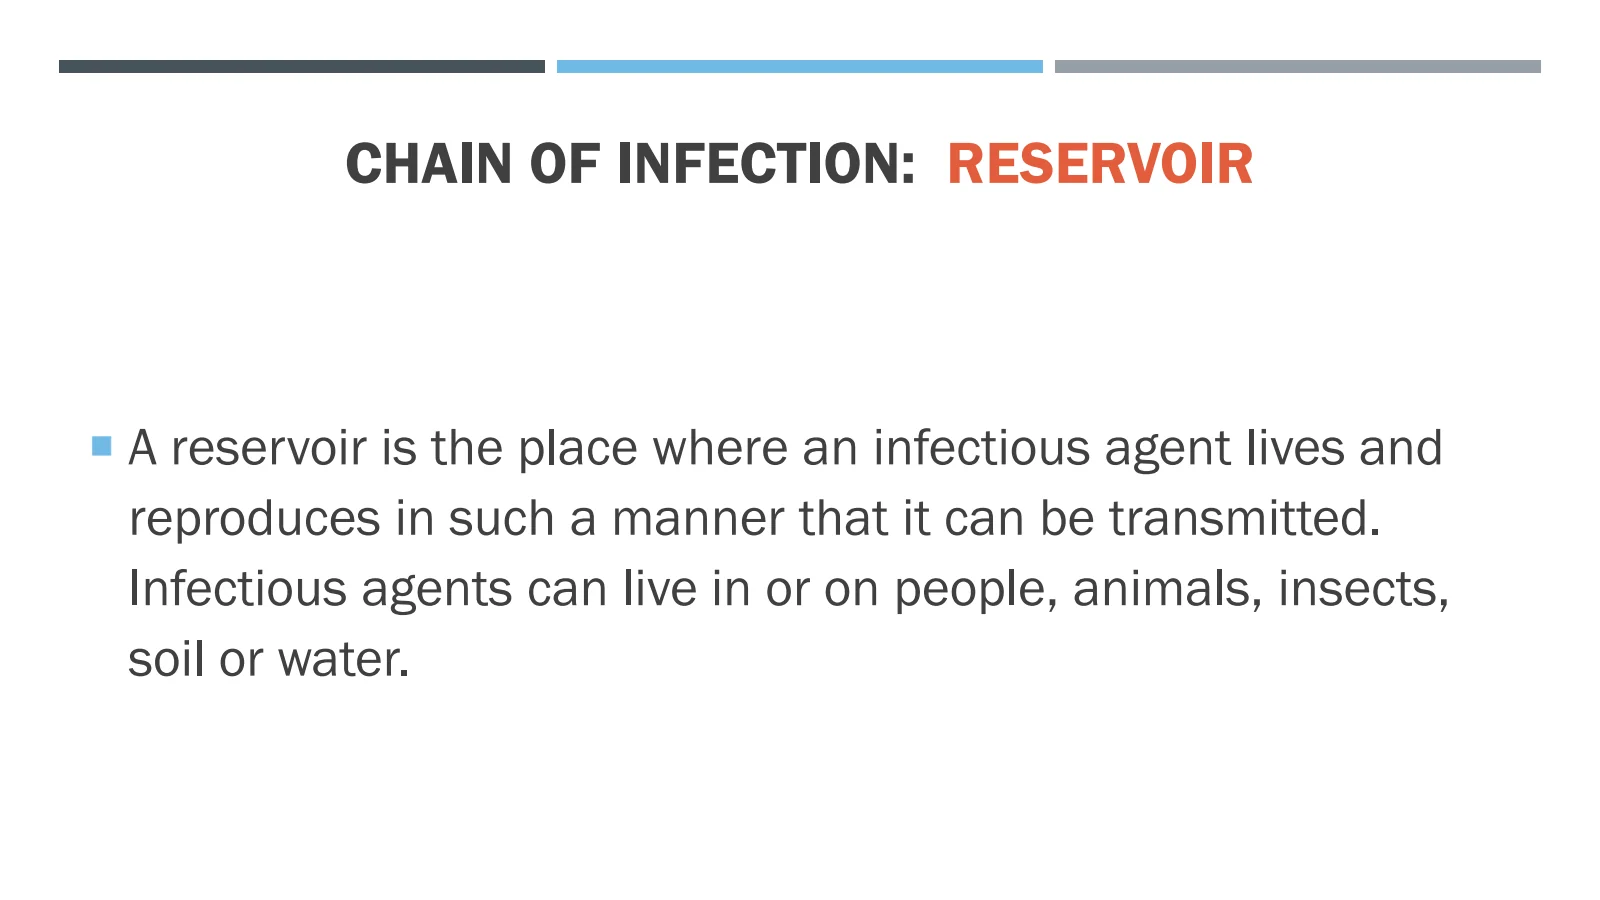 CHAIN OF INFECTION: RESERVOIR
A reservoir is the place where an infectious agent lives and
reproduces in such a manner that it can be transmitted.
Infectious agents can live in or on people, animals, insects,
soil or water.